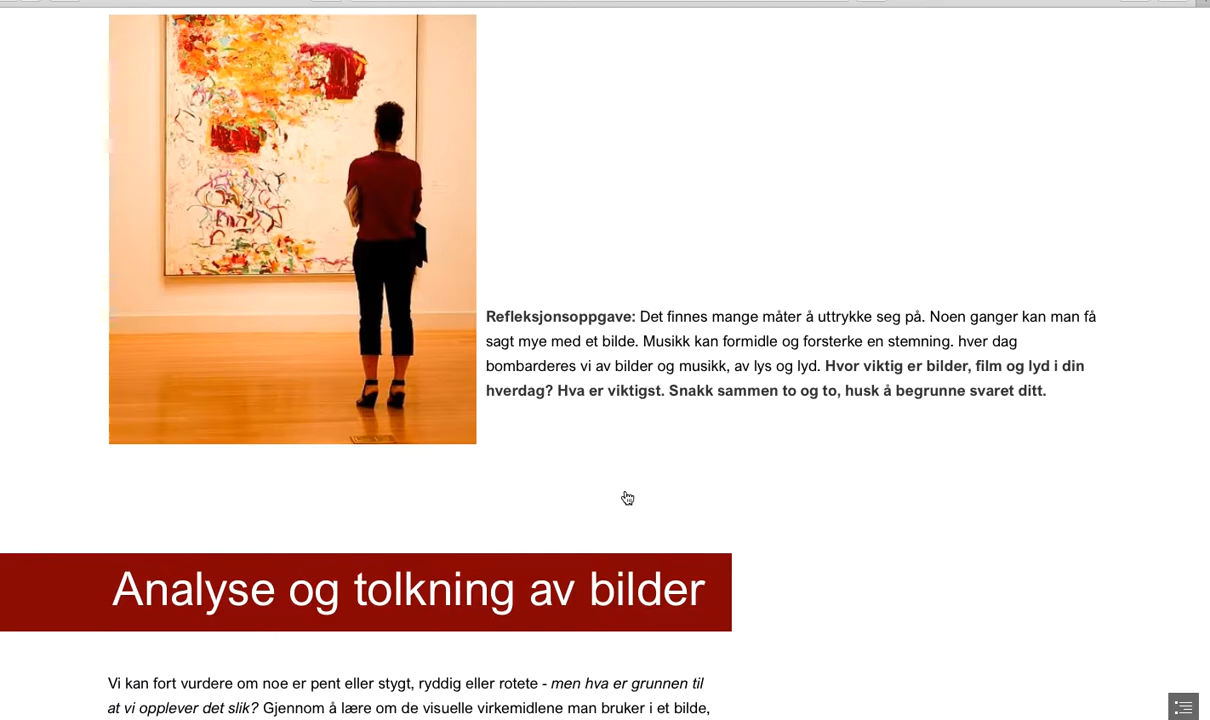 Refleksjonsoppgave: Det finnes mange måter å uttrykke seg på. Noen ganger kan man få
sagt mye med et bilde. Musikk kan formidle og forsterke en stemning. hver dag
bombarderes vi av bilder og musikk, av lys og lyd. Hvor viktig er bilder, film og lyd i din
hverdag? Hva er viktigst. Snakk sammen to og to, husk å begrunne svaret ditt.
Analyse og tolkning av bilder
Vi kan fort vurdere om noe er pent eller stygt, ryddig eller rotete - men hva er grunnen til
at vi opplever det slik? Gjennom å lære om de visuelle virkemidlene man bruker i et bilde,